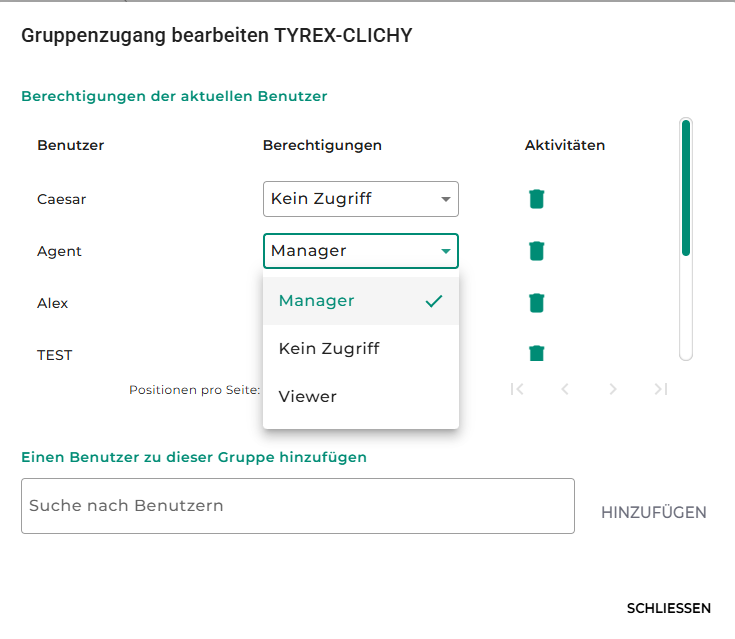 Gruppenzugang bearbeiten TYREX-CLICHY
Berechtigungen der aktuellen Benutzer
Benutzer Berechtigungen Aktivitäten
Caesar Kein Zugriff
Agent Manager
Manager
Alex
Kein Zugriff
TEST
Positionen pro Seite:
Viewer
Einen Benutzer zu dieser Gruppe hinzufügen
Suche nach Benutzern
HINZUFÜGEN
SCHLIESSEN